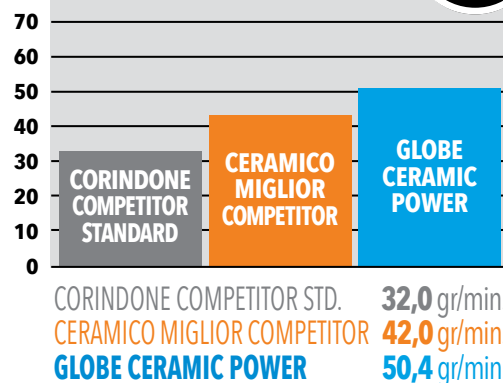 70
60
50
40
30
20
10
0
CORINDONE
COMPETITOR
STANDARD
CERAMICO
MIGLIOR
COMPETITOR
GLOBE
CERAMIC
POWER
CORINDONE COMPETITOR STD. 32,0 gr/min
CERAMICO MIGLIOR COMPETITOR 42,0 gr/min
GLOBE CERAMIC POWER 50,4 gr/min